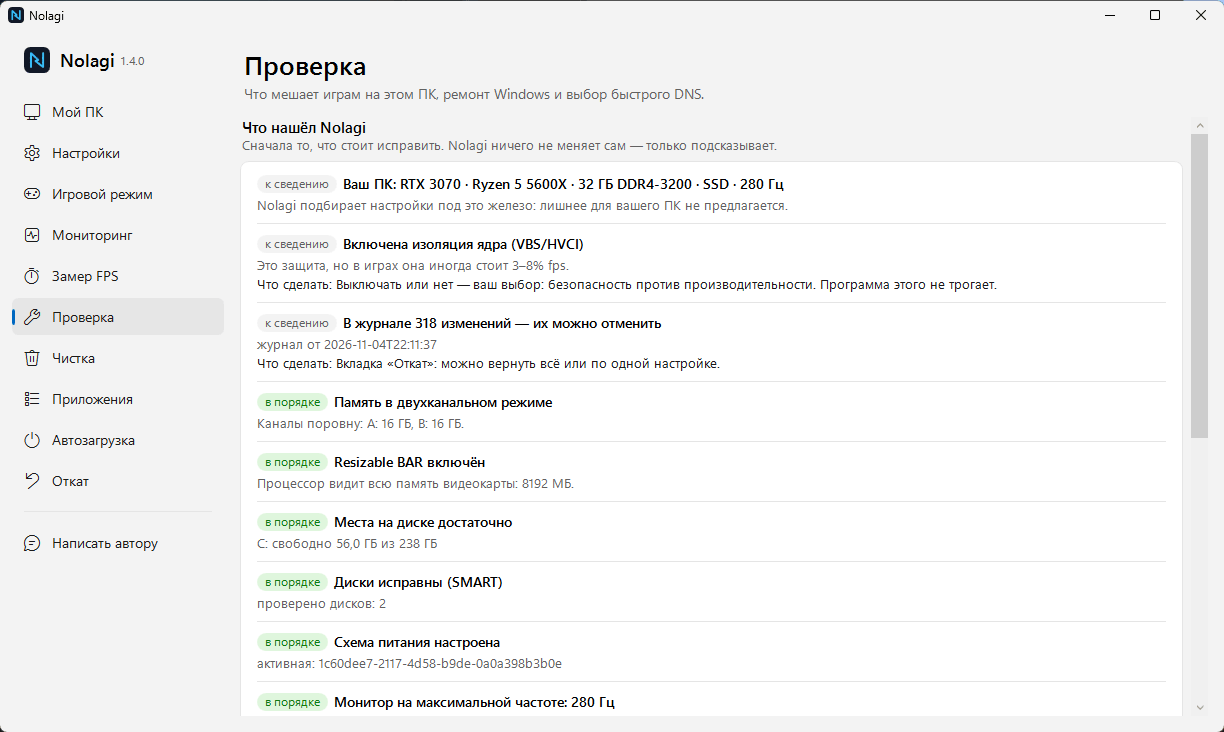 Nolagi
Nolagi 1.4.0
Мой ПК
Настройки
Игровой режим
Мониторинг
Замер FPS
Проверка
Чистка
Приложения
Автозагрузка
Откат
Написать автору
Проверка
Что мешает играм на этом ПК, ремонт Windows и выбор быстрого DNS.
Что нашёл Nolagi
Сначала то, что стоит исправить. Nolagi ничего не меняет сам — только подсказывает.
к сведению Ваш ПК: RTX 3070 · Ryzen 5 5600X · 32 ГБ DDR4-3200 · SSD · 280 Гц
Nolagi подбирает настройки под это железо: лишнее для вашего ПК не предлагается.
к сведению Включена изоляция ядра (VBS/HVCI)
Это защита, но в играх она иногда стоит 3–8% fps.
Что сделать: Выключать или нет — ваш выбор: безопасность против производительности. Программа этого не трогает.
к сведению В журнале 318 изменений — их можно отменить
журнал от 2026-11-04T22:11:37
Что сделать: Вкладка «Откат»: можно вернуть всё или по одной настройке.
в порядке Память в двухканальном режиме
Каналы поровну: A: 16 ГБ, B: 16 ГБ.
в порядке Resizable BAR включён
Процессор видит всю память видеокарты: 8192 МБ.
в порядке Места на диске достаточно
C: свободно 56,0 ГБ из 238 ГБ
в порядке Диски исправны (SMART)
проверено дисков: 2
в порядке Схема питания настроена
активная: 1c60dee7-2117-4d58-b9de-0a0a398b3b0e
в порядке Монитор на максимальной частоте: 280 Гц